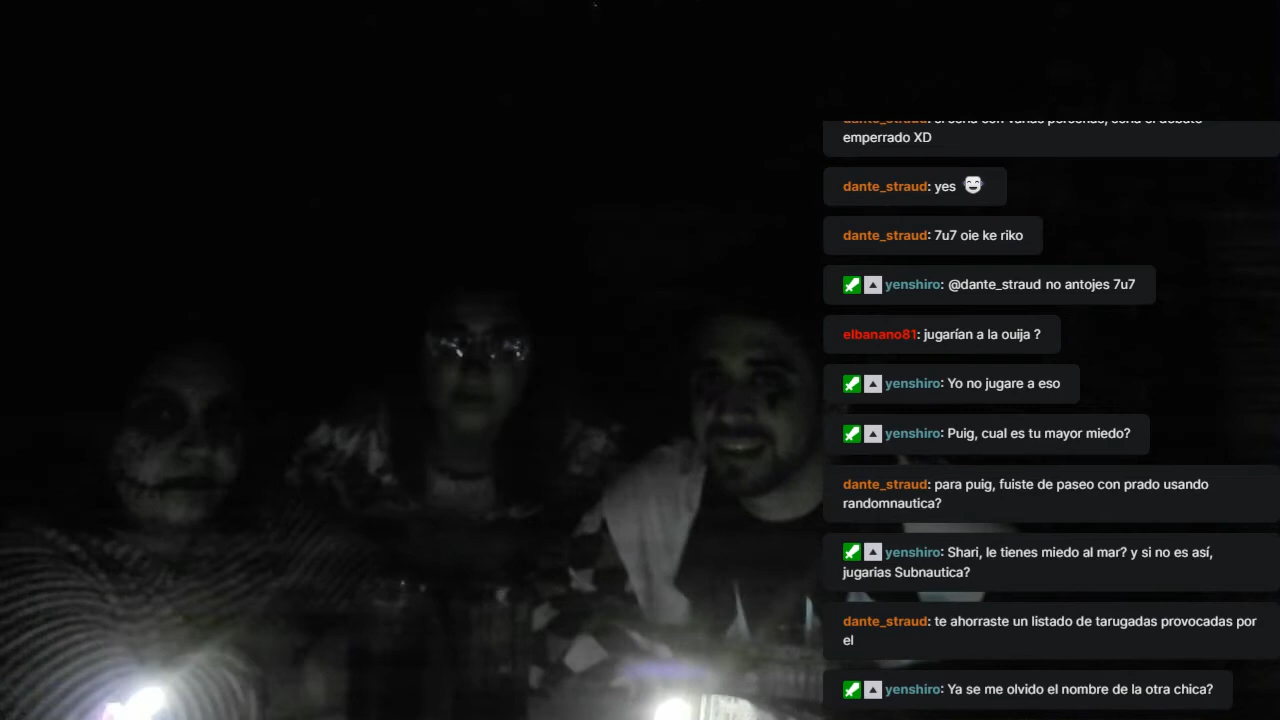 emperrado XD
dante_straud: yes
dante_straud: 7u7 oie ke riko
yenshiro: @dante_straud no antojes 7u7
elbanano81: jugarían a la ouija ?
yenshiro: Yo no jugare a eso
yenshiro: Puig, cual es tu mayor miedo?
dante_straud: para puig, fuiste de paseo con prado usando
randomnautica?
yenshiro: Shari, le tienes miedo al mar? y si no es así,
jugarias Subnautica?
dante_straud: te ahorraste un listado de tarugadas provocadas por
el
yenshiro: Ya se me olvido el nombre de la otra chica?